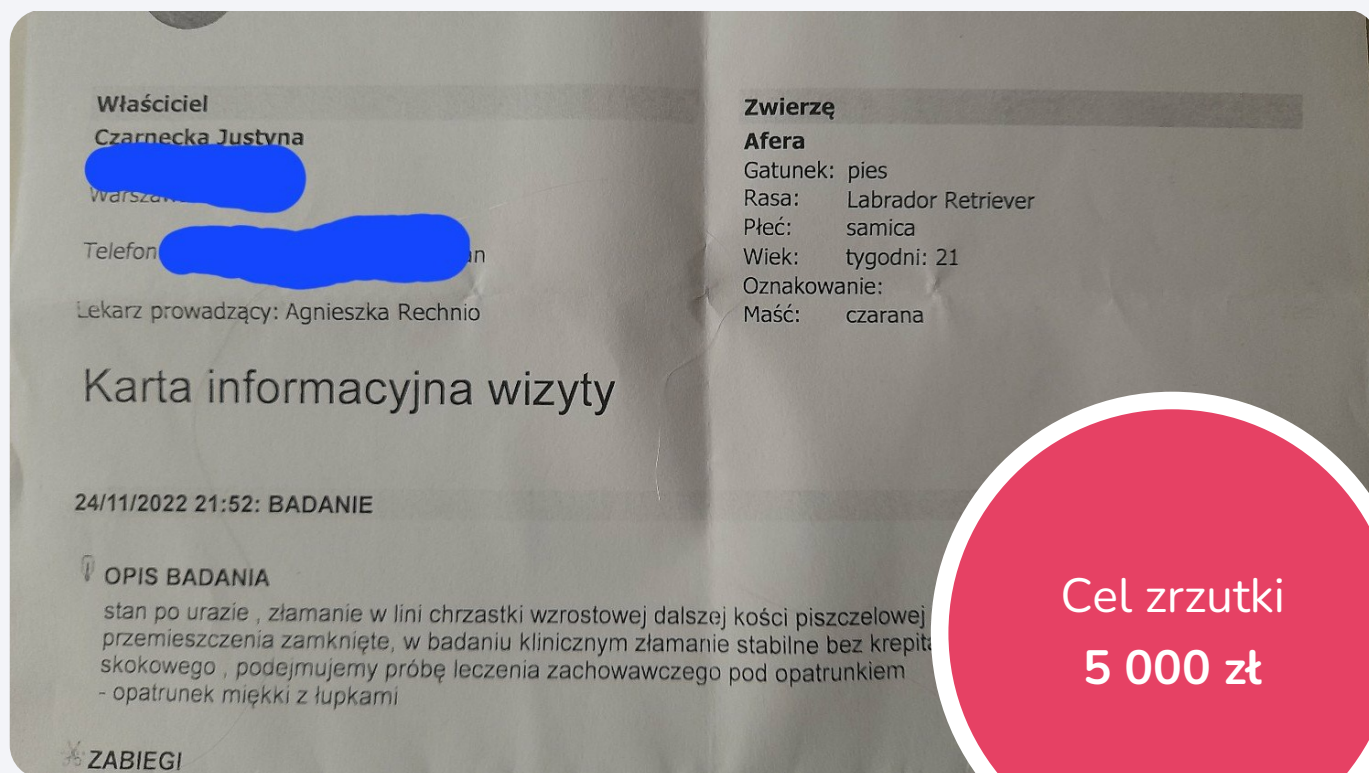 Właściciel
Czarnecka Justyna
Telefon
Lekarz prowadzący: Agnieszka Rechnio
Zwierzę
Afera
Gatunek: pies
Rasa: Labrador Retriever
Płeć: samica
Wiek: tygodni: 21
Oznakowanie:
Maść: czarana
Karta informacyjna wizyty
24/11/2022 21:52: BADANIE
OPIS BADANIA
stan po urazie , złamanie w lini chrzastki wzrostowej dalszej kości piszczelowej
przemieszczenia zamknięte, w badaniu klinicznym złamanie stabilne bez
skokowego , podejmujemy próbę leczenia zachowawczego pod opatrunkiem
- opatrunek miękki z łupkami
ZABIEGI
Cel zrzutki
5 000 zł